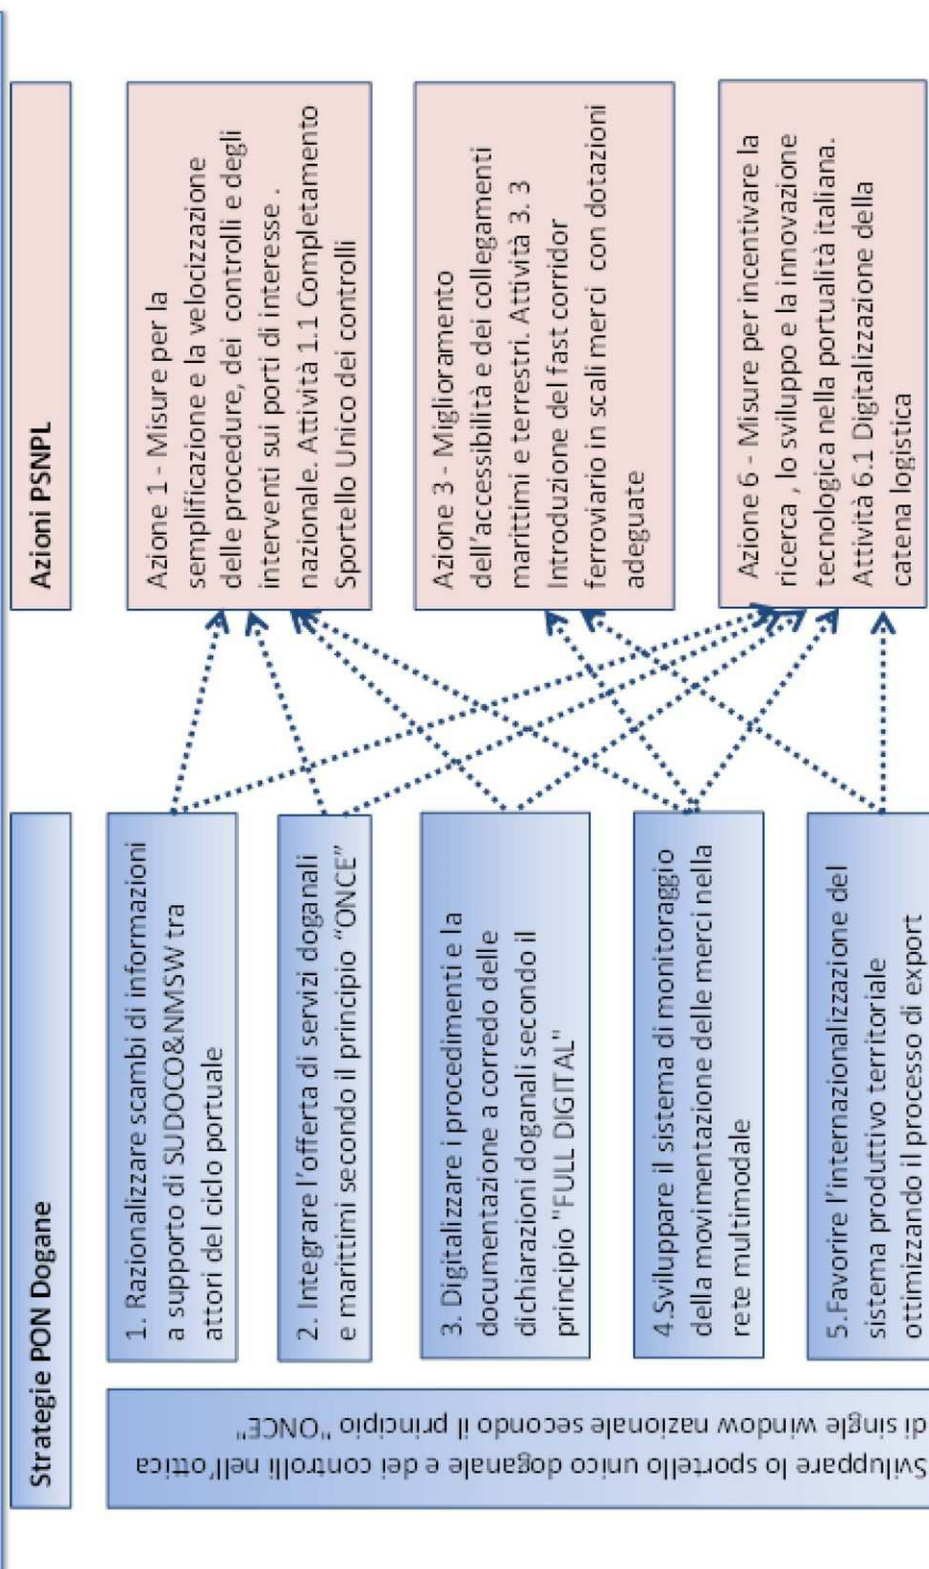 Strategie PON Dogane
Azioni PSNPL
Sviluppare lo sportello unico doganale e dei controlli nell'ottica
di single window nazionale secondo il principio "ONCE"
1. Razionalizzare scambi di informazioni
a supporto di SUDOCO&NMSW tra
attori del ciclo portuale
2. Integrare l'offerta di servizi doganali
e marittimi secondo il principio "ONCE"
3. Digitalizzare i procedimenti e la
documentazione a corredo delle
dichiarazioni doganali secondo il
principio "FULL DIGITAL"
4.Sviluppare il sistema di monitoraggio
della movimentazione delle merci nella
rete multimodale
5.Favorire l'internazionalizzazione del
sistema produttivo territoriale
ottimizzando il processo di export
Azione 1 - Misure per la
semplificazione e la velocizzazione
delle procedure, dei controlli e degli
interventi sui porti di interesse .
nazionale. Attività 1.1 Completamento
Sportello Unico dei controlli
Azione 3 - Miglioramento
dell'accessibilità e dei collegamenti
marittimi e terrestri. Attività 3. 3
Introduzione del fast corridor
ferroviario in scali merci con dotazioni
adeguate
Azione 6 - Misure per incentivare la
ricerca , lo sviluppo e la innovazione
tecnologica nella portualità italiana.
Attività 6.1 Digitalizzazione della
catena logistica